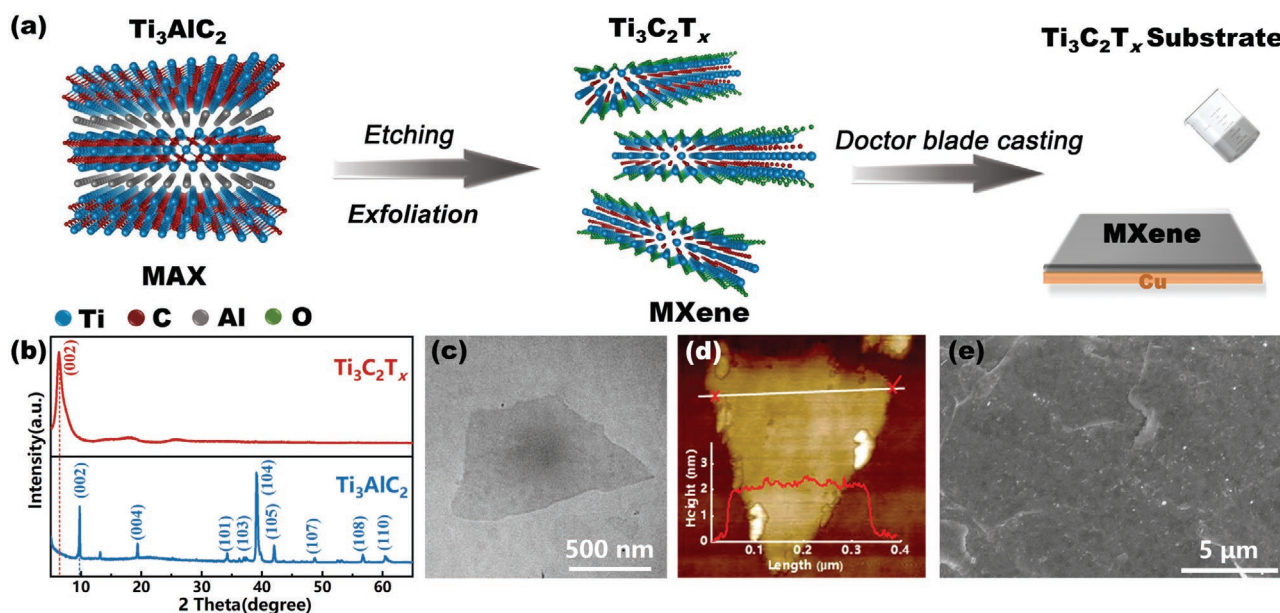 (a)
Ti₃AlC₂
Ti₃C₂Tₓ
Ti₃C₂Tₓ Substrate
Etching
Exfoliation
Doctor blade casting
MXene
Cu
MAX
MXene
Ti C Al O
(b)
(002)
Ti₃C₂Tₓ
(002)
(004)
(101)
(103)
(104)
(105)
(107)
(108)
(110)
Ti₃AlC₂
Intensity(a.u.)
10 20 30 40 50 60
2 Theta(degree)
(c)
500 nm
(d)
Height (nm)
3
2
1
0
0.1 0.2 0.3 0.4
Length (μm)
(e)
5 μm